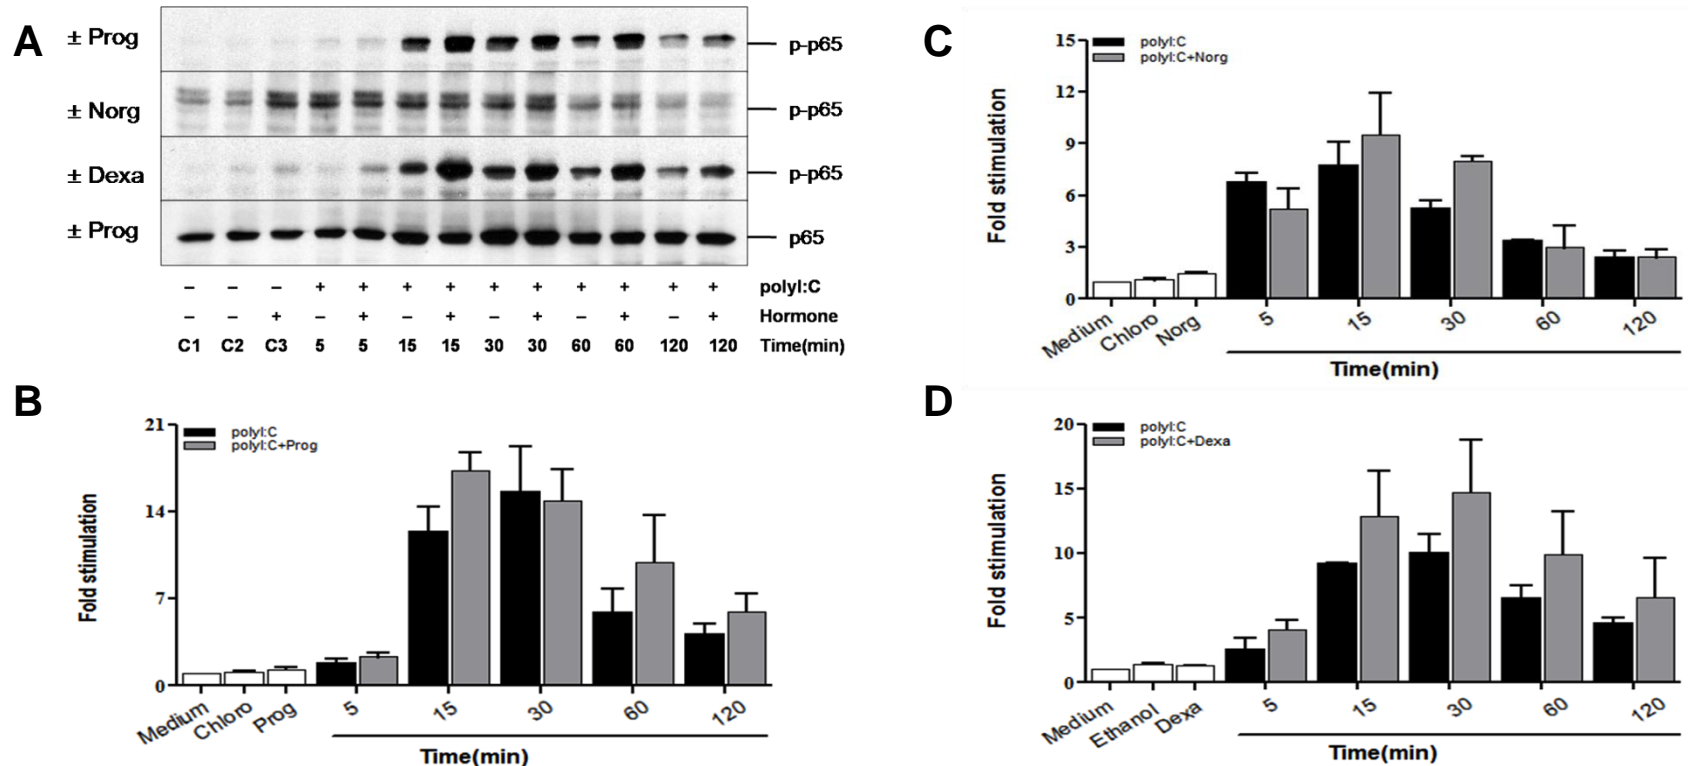 A
± Prog
p-p65
± Norg
p-p65
± Dexa
p-p65
± Prog
p65
– – – + + + + + + + + + + polyI:C
– – + – + – + – + – + – + Hormone
C1 C2 C3 5 5 15 15 30 30 60 60 120 120 Time(min)
B
21
14
7
0
Fold stimulation
polyI:C
polyI:C+Prog
Medium Chloro Prog 5 15 30 60 120
Time(min)
C
15
12
9
6
3
0
Fold stimulation
polyI:C
polyI:C+Norg
Medium Chloro Norg 5 15 30 60 120
Time(min)
D
20
15
10
5
0
Fold stimulation
polyI:C
polyI:C+Dexa
Medium Ethanol Dexa 5 15 30 60 120
Time(min)